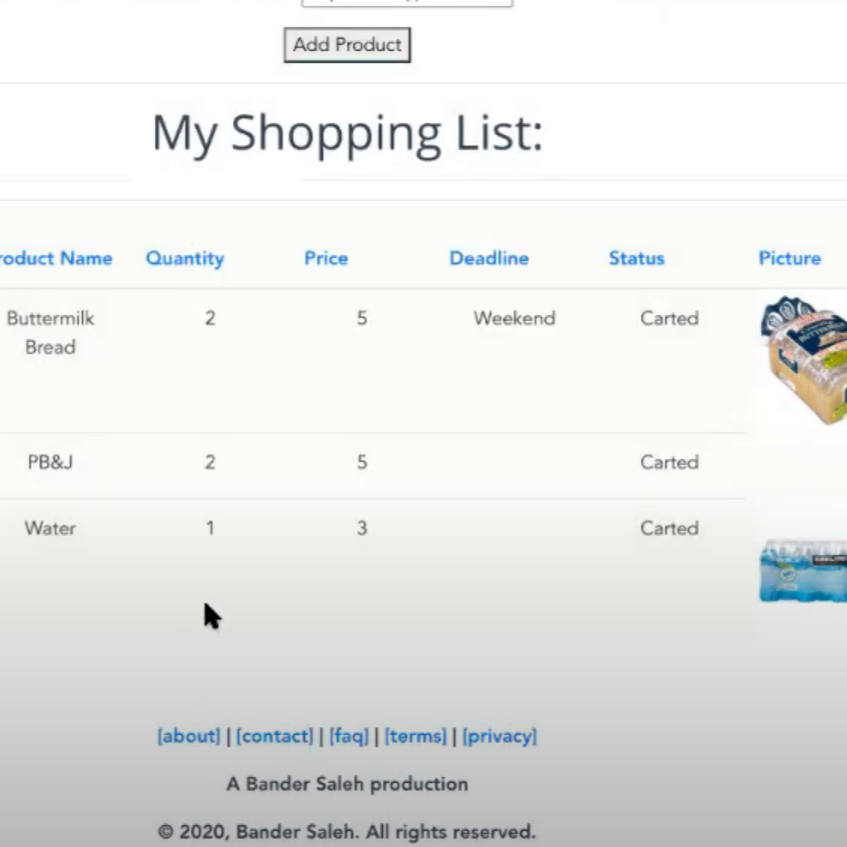 Add Product
My Shopping List:
roduct Name Quantity Price Deadline Status Picture
Buttermilk 2 5 Weekend Carted
Bread
PB&J 2 5 Carted
Water 1 3 Carted
[about] | [contact] | [faq] | [terms] | [privacy]
A Bander Saleh production
© 2020, Bander Saleh. All rights reserved.